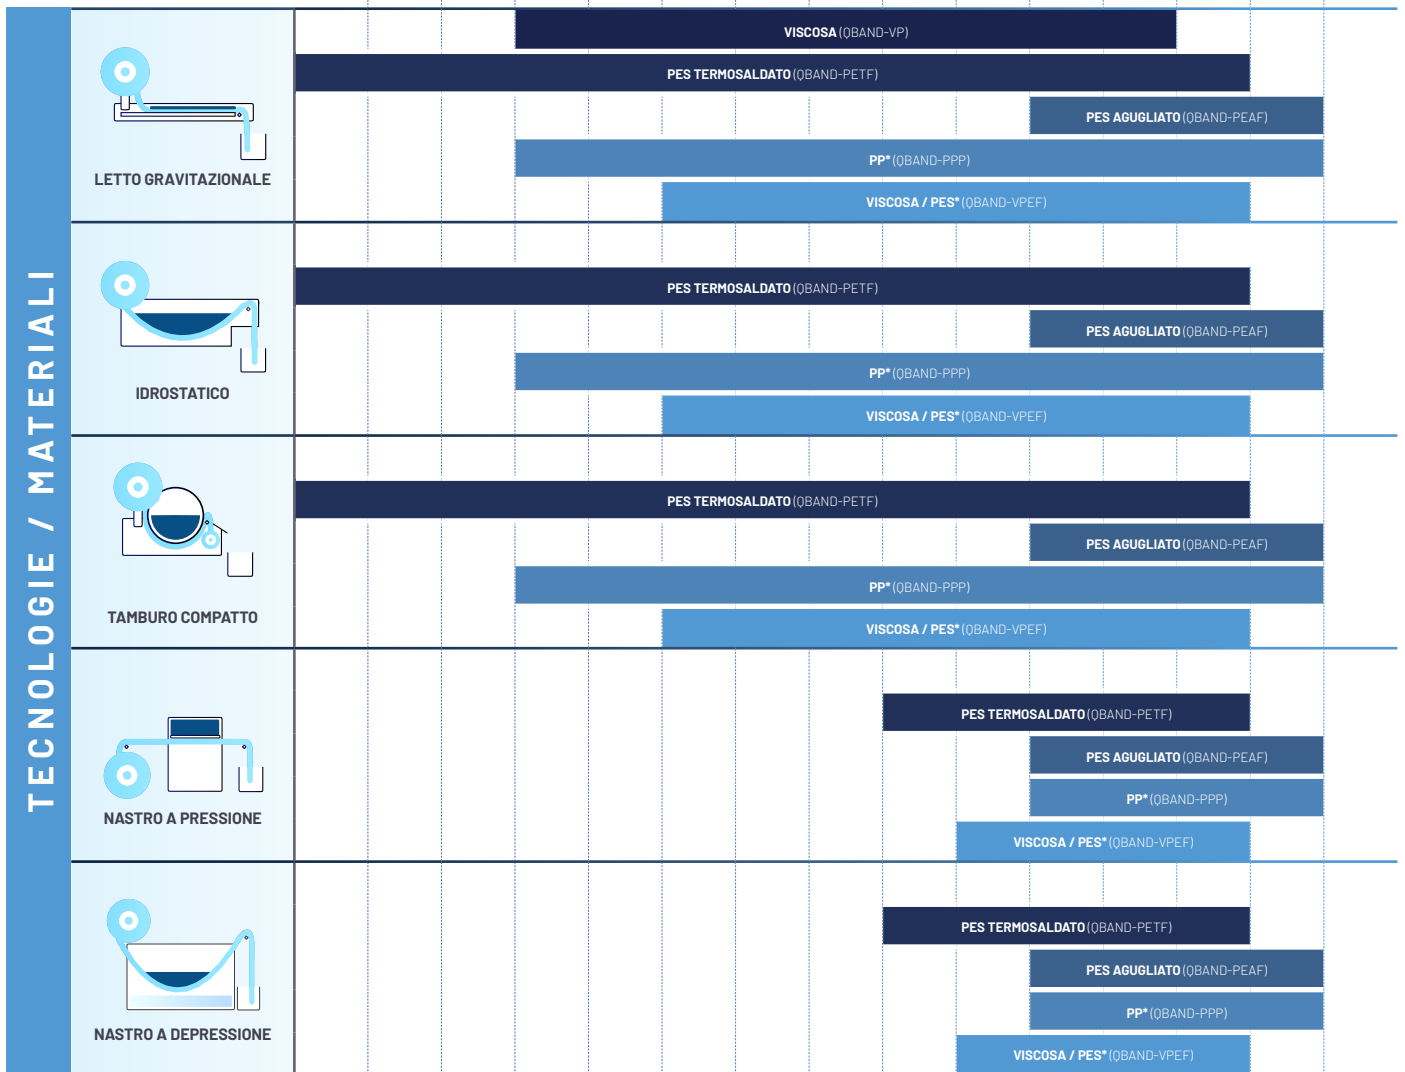 TECNOLOGIE / MATERIALI
LETTO GRAVITAZIONALE
VISCOSA (QBAND-VP)
PES TERMOSALDATO (QBAND-PETF)
PES AGUGLIATO (QBAND-PEAF)
PP* (QBAND-PPP)
VISCOSA / PES* (QBAND-VPEF)
IDROSTATICO
PES TERMOSALDATO (QBAND-PETF)
PES AGUGLIATO (QBAND-PEAF)
PP* (QBAND-PPP)
VISCOSA / PES* (QBAND-VPEF)
TAMBURO COMPATTO
PES TERMOSALDATO (QBAND-PETF)
PES AGUGLIATO (QBAND-PEAF)
PP* (QBAND-PPP)
VISCOSA / PES* (QBAND-VPEF)
NASTRO A PRESSIONE
PES TERMOSALDATO (QBAND-PETF)
PES AGUGLIATO (QBAND-PEAF)
PP* (QBAND-PPP)
VISCOSA / PES* (QBAND-VPEF)
NASTRO A DEPRESSIONE
PES TERMOSALDATO (QBAND-PETF)
PES AGUGLIATO (QBAND-PEAF)
PP* (QBAND-PPP)
VISCOSA / PES* (QBAND-VPEF)